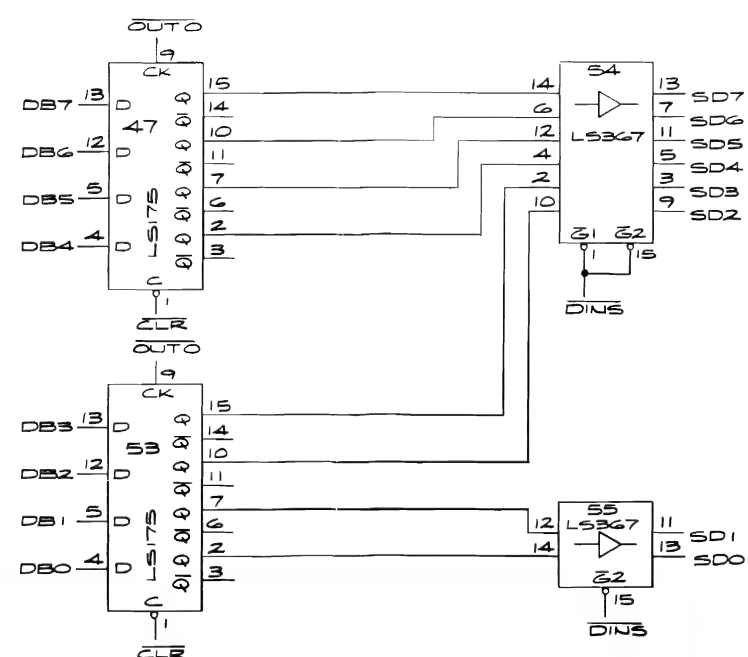 OUTO
9
CK
DB7 13 D
DB6 12 D
DB5 5 D
DB4 4 D
47
LS175
Q 15
Q 14
Q 10
Q 11
Q 7
Q 6
Q 2
Q 3
C
1
CLR
14
6
12
4
2
10
54
LS367
13 SD7
7 SD6
11 SD5
5 SD4
3 SD3
9 SD2
G1 G2
1 15
DINS
OUTO
9
CK
DB3 13 D
DB2 12 D
DB1 5 D
DB0 4 D
53
LS175
Q 15
Q 14
Q 10
Q 11
Q 7
Q 6
Q 2
Q 3
C
1
CLR
12
14
55
LS367
11 SD1
13 SD0
G2
15
DINS